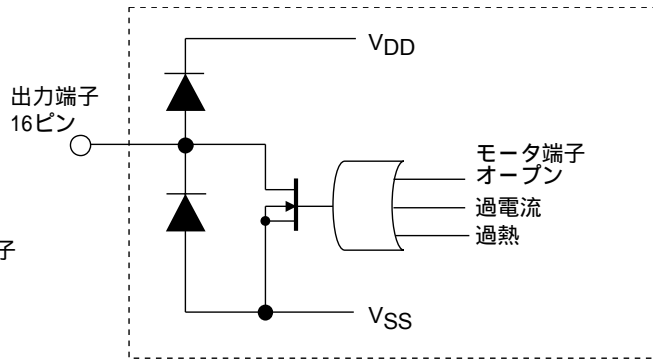 VDD
出力端子
16ピン
モータ端子
オープン
過電流
過熱
子
VSS